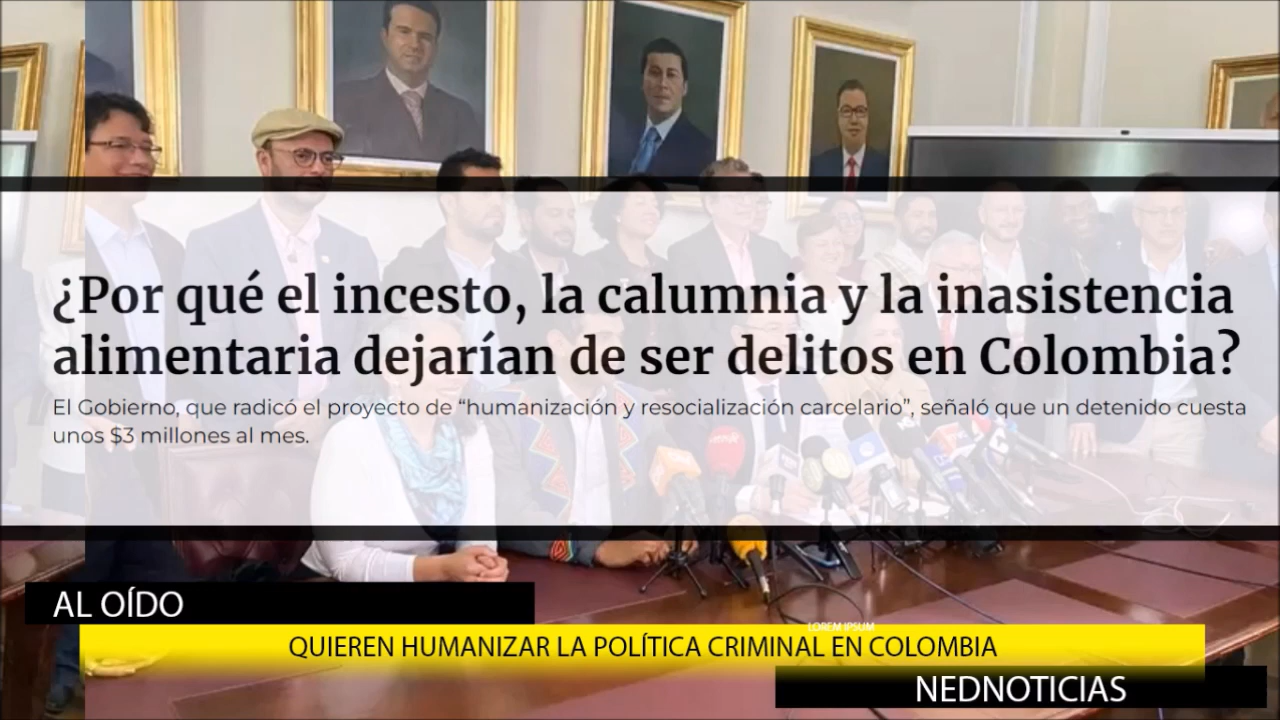 ¿Por qué el incesto, la calumnia y la inasistencia
alimentaria dejarían de ser delitos en Colombia?
El Gobierno, que radicó el proyecto de “humanización y resocialización carcelario”, señaló que un detenido cuesta
unos $3 millones al mes.
AL OÍDO
LOREM IPSUM
QUIEREN HUMANIZAR LA POLÍTICA CRIMINAL EN COLOMBIA
NEDNOTICIAS